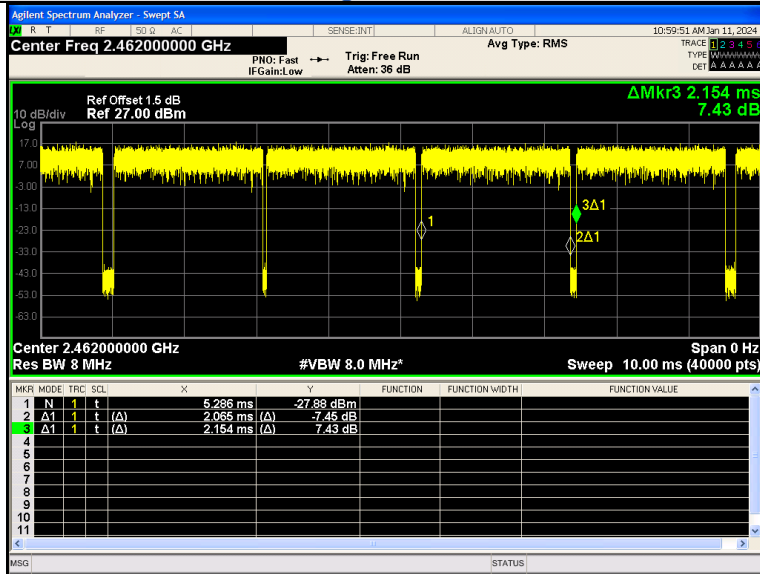 Agilent Spectrum Analyzer - Swept SA
LXI R T RF 50 Ω AC SENSE:INT ALIGN AUTO 10:59:51 AM Jan 11, 2024
Center Freq 2.462000000 GHz Avg Type: RMS TRACE 1 2 3 4 5 6
PNO: Fast Trig: Free Run TYPE
IFGain:Low Atten: 36 dB DET A A A A A A
ΔMkr3 2.154 ms
Ref Offset 1.5 dB
10 dB/div Ref 27.00 dBm 7.43 dB
Log
17.0
7.00
-3.00
-13.0
-23.0
-33.0
-43.0
-53.0
-63.0
1
3Δ1
2Δ1
Center 2.462000000 GHz Span 0 Hz
Res BW 8 MHz #VBW 8.0 MHz* Sweep 10.00 ms (40000 pts)
MKR MODE TRC SCL X Y FUNCTION FUNCTION WIDTH FUNCTION VALUE
1 N 1 t 5.286 ms -27.88 dBm
2 Δ1 1 t (Δ) 2.065 ms (Δ) -7.45 dB
3 Δ1 1 t (Δ) 2.154 ms (Δ) 7.43 dB
4
5
6
7
8
9
10
11
MSG STATUS